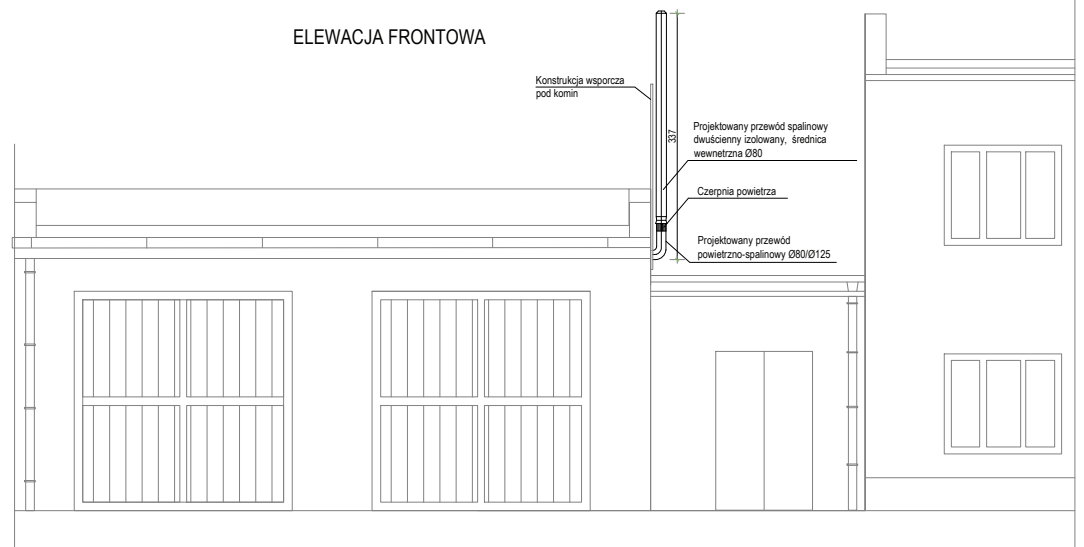 ELEWACJA FRONTOWA
Konstrukcja wsporcza
pod komin
337
Projektowany przewód spalinowy
dwuścienny izolowany, średnica
wewnetrzna Ø80
Czerpnia powietrza
Projektowany przewód
powietrzno-spalinowy Ø80/Ø125